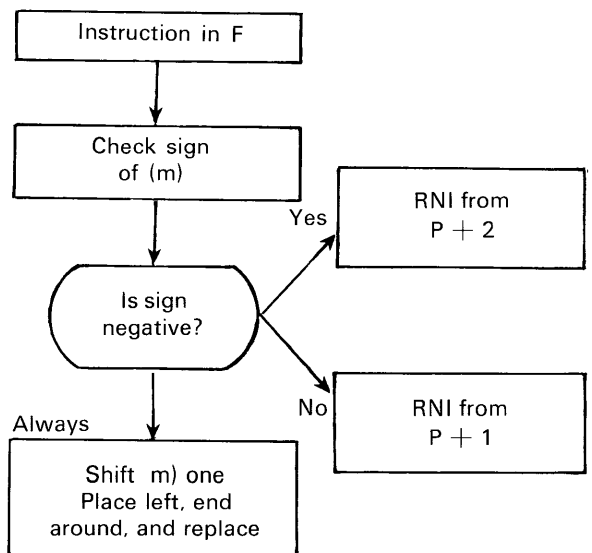 Instruction in F
Check sign
of (m)
Yes
RNI from
P + 2
Is sign
negative?
No
RNI from
P + 1
Always
Shift m) one
Place left, end
around, and replace